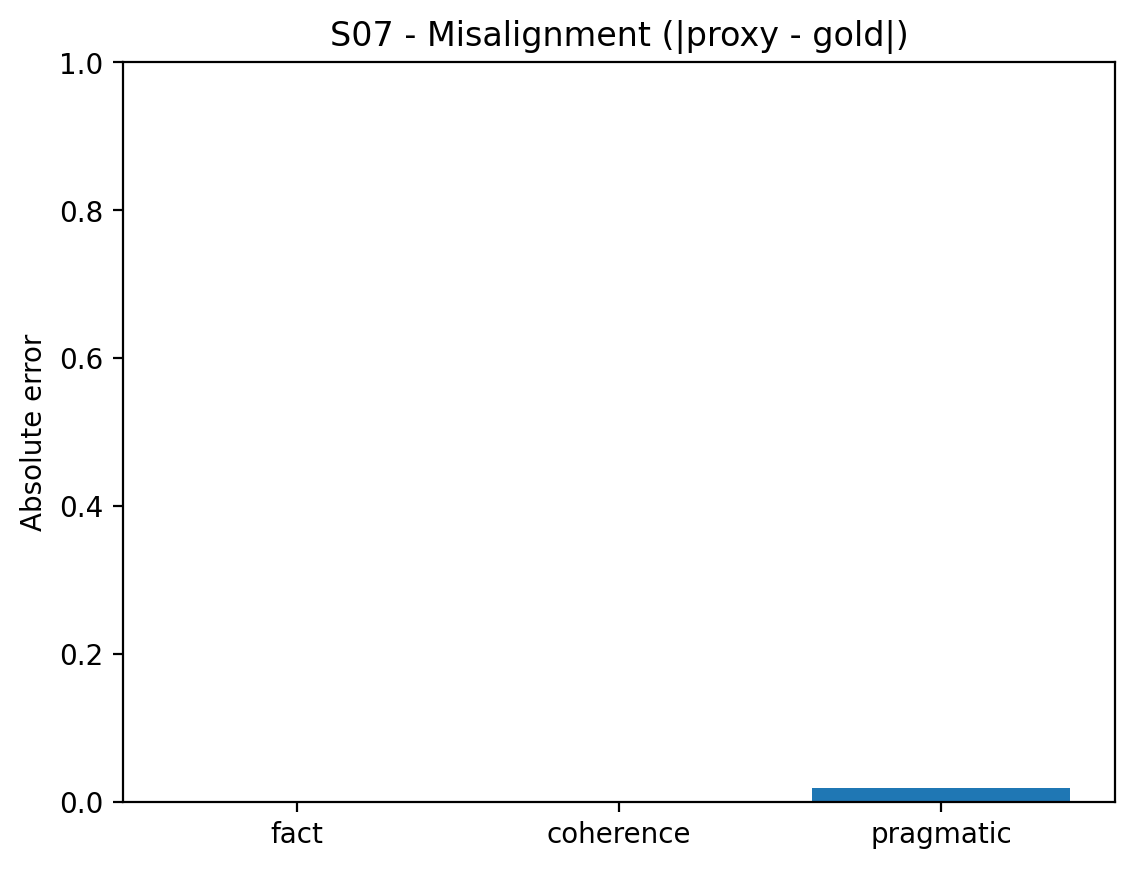 S07 - Misalignment (|proxy - gold|)
Absolute error
1.0
0.8
0.6
0.4
0.2
0.0
fact coherence pragmatic